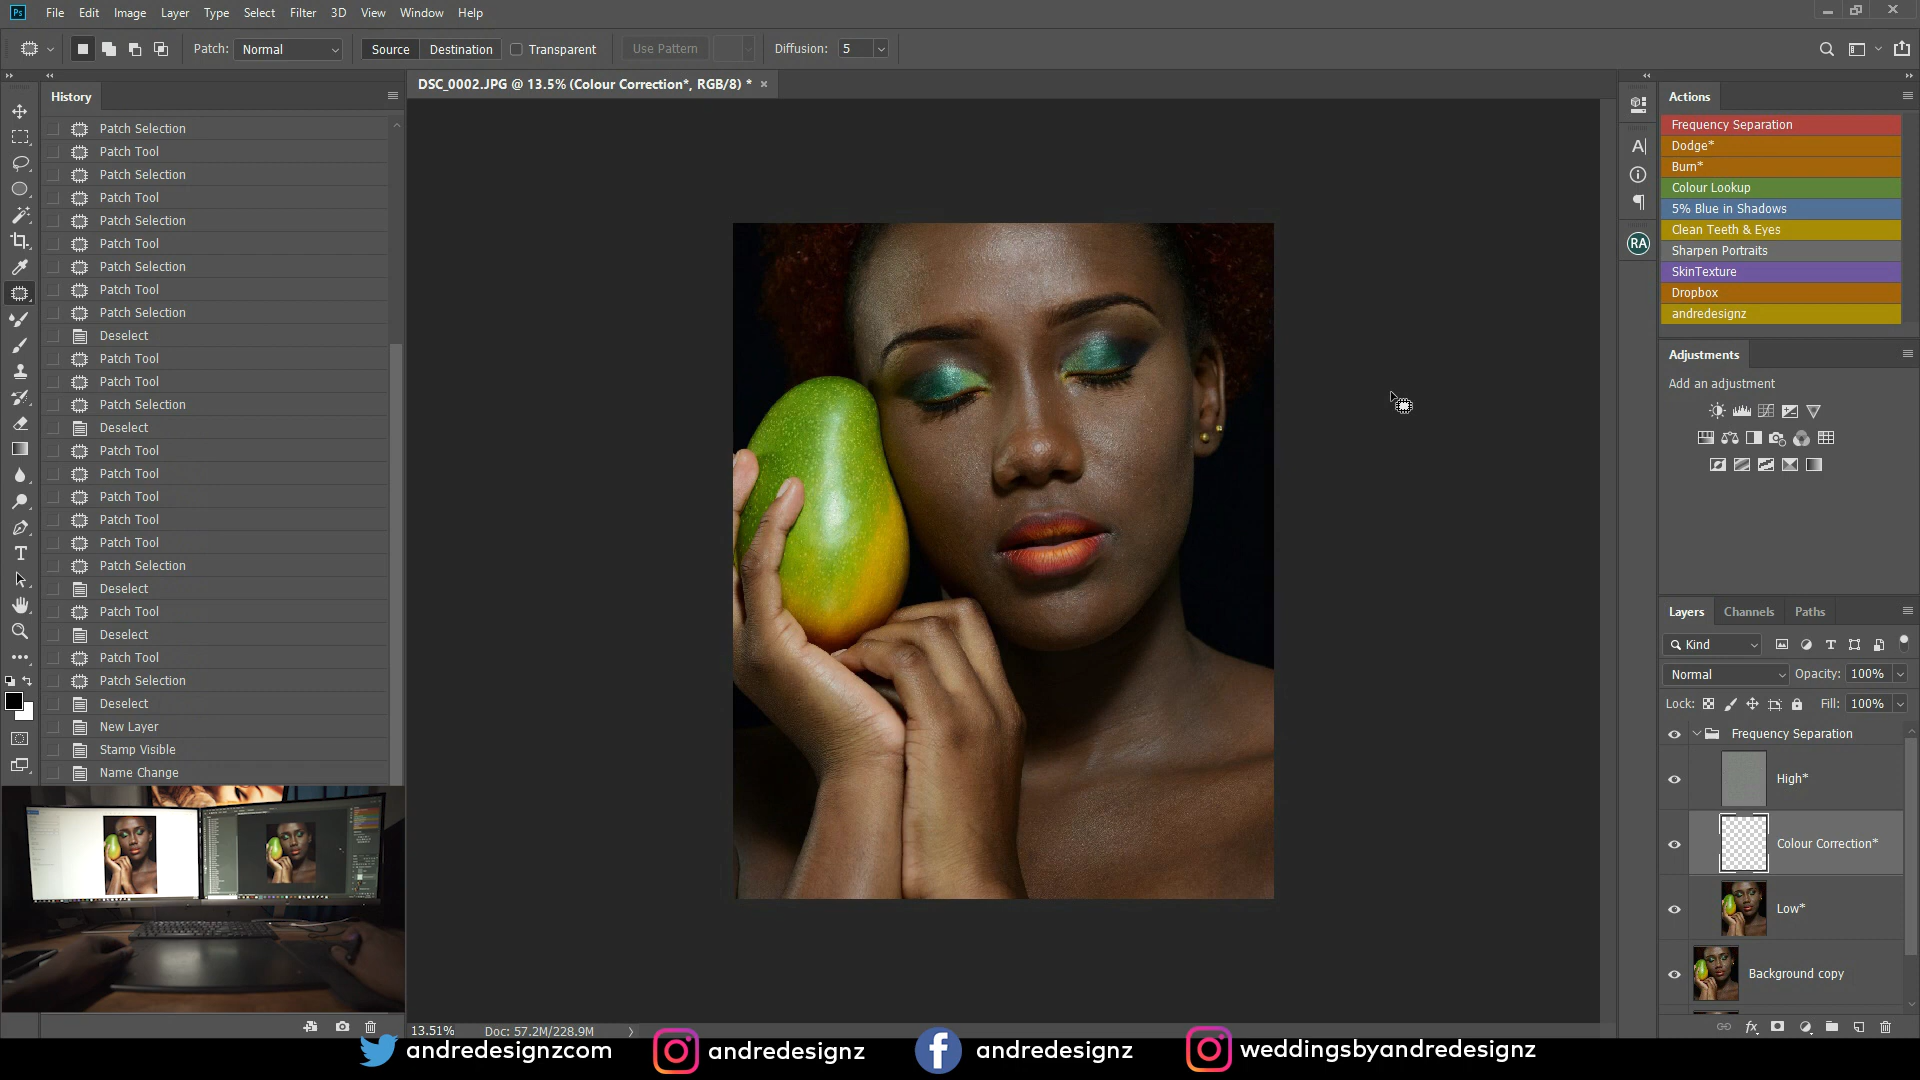 Ps File Edit Image Layer Type Select Filter 3D View Window Help
Patch: Normal Source Destination Transparent Use Pattern Diffusion: 5
History
DSC_0002.JPG @ 13.5% (Colour Correction*, RGB/8) * ×
Patch Selection
Patch Tool
Patch Selection
Patch Tool
Patch Selection
Patch Tool
Patch Selection
Patch Tool
Patch Selection
Deselect
Patch Tool
Patch Tool
Patch Selection
Deselect
Patch Tool
Patch Tool
Patch Tool
Patch Tool
Patch Tool
Patch Selection
Deselect
Patch Tool
Deselect
Patch Tool
Patch Selection
Deselect
New Layer
Stamp Visible
Name Change
13.51% Doc: 57.2M/228.9M
RA
Actions
Frequency Separation
Dodge*
Burn*
Colour Lookup
5% Blue in Shadows
Clean Teeth & Eyes
Sharpen Portraits
SkinTexture
Dropbox
andredesignz
Adjustments
Add an adjustment
Layers Channels Paths
Kind
Normal Opacity: 100%
Lock: Fill: 100%
Frequency Separation
High*
Colour Correction*
Low*
Background copy
andredesignzcom andredesignz andredesignz weddingsbyandredesignz